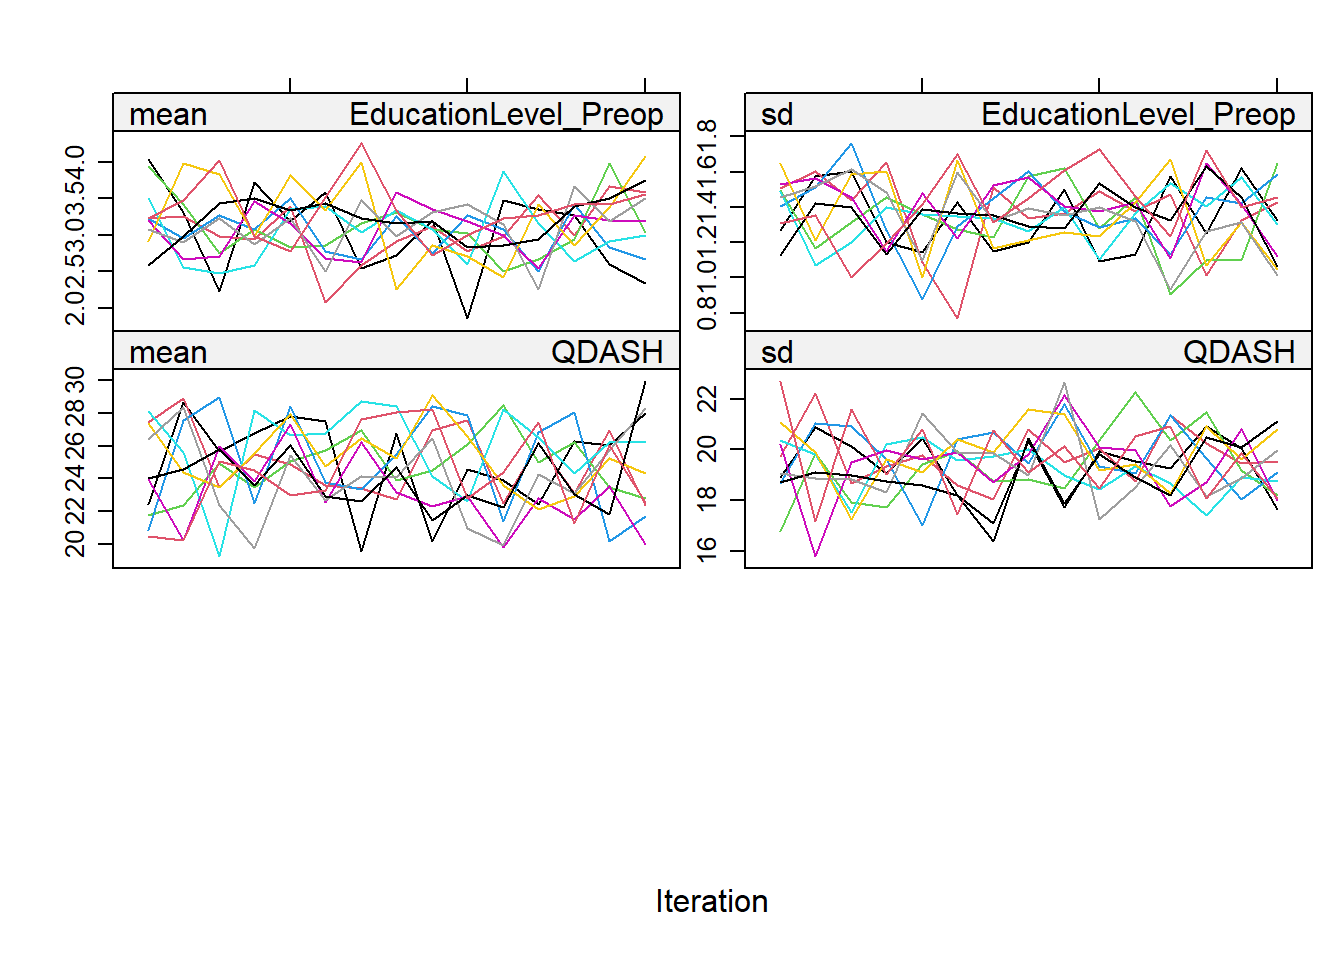 mean EducationLevel_Preop
sd EducationLevel_Preop
2.0 2.5 3.0 3.5 4.0
0.8 1.0 1.2 1.4 1.6 1.8
mean QDASH
sd QDASH
20 22 24 26 28 30
16 18 20 22
Iteration